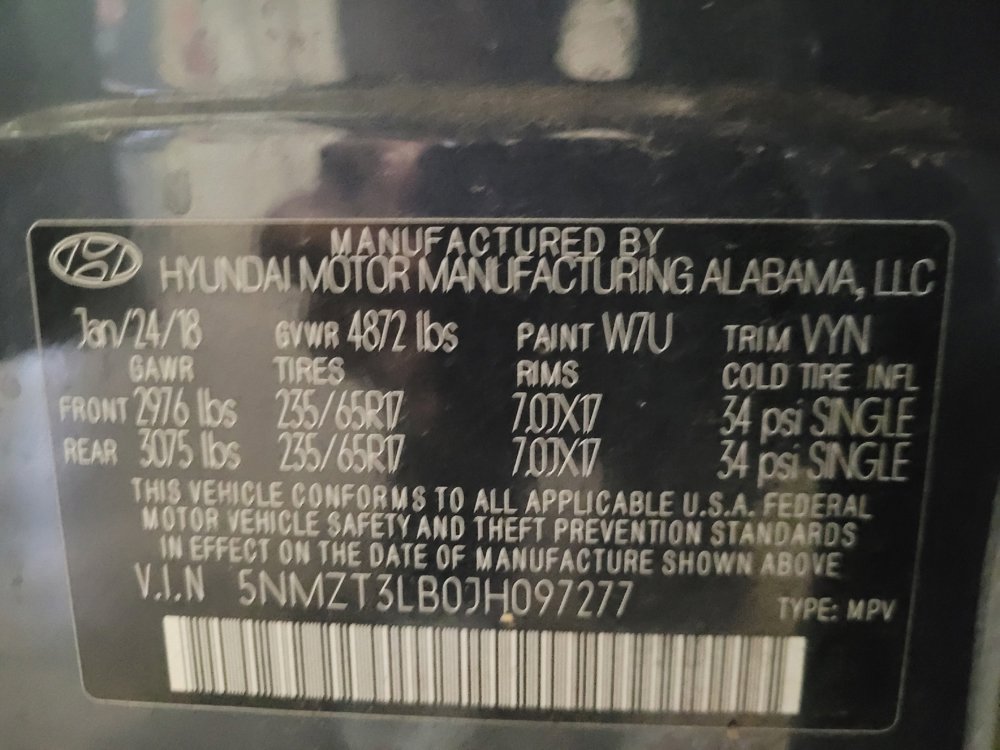 MANUFACTURED BY
HYUNDAI MOTOR MANUFACTURING ALABAMA, LLC
Jan/24/18 GVWR 4872 lbs PAINT W7U TRIM VYN
GAWR TIRES RIMS COLD TIRE INFL
FRONT 2976 lbs 235/65R17 7.0JX17 34 psi SINGLE
REAR 3075 lbs 235/65R17 7.0JX17 34 psi SINGLE
THIS VEHICLE CONFORMS TO ALL APPLICABLE U.S.A. FEDERAL
MOTOR VEHICLE SAFETY AND THEFT PREVENTION STANDARDS
IN EFFECT ON THE DATE OF MANUFACTURE SHOWN ABOVE
V.I.N 5NMZT3LB0JH097277 TYPE: MPV